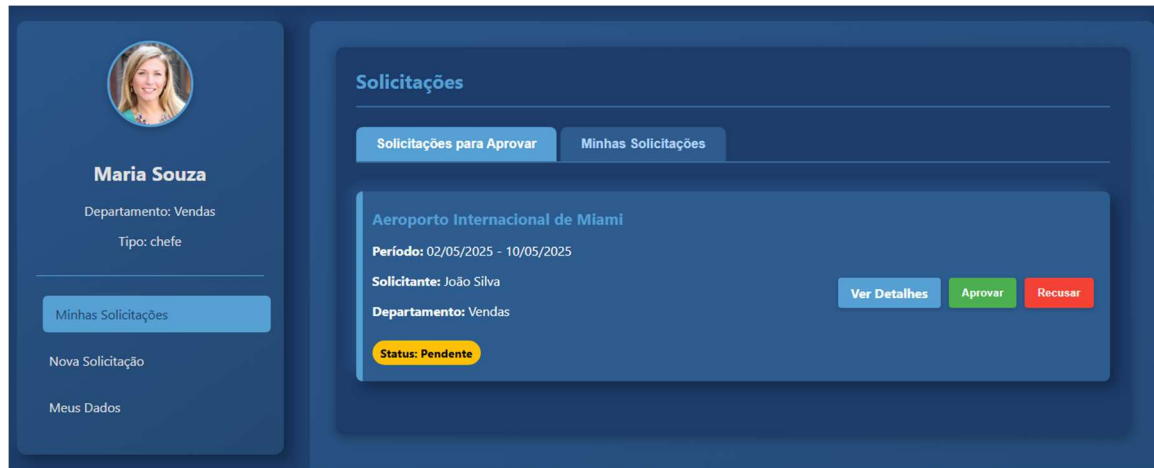 Maria Souza
Departamento: Vendas
Tipo: chefe
Minhas Solicitações
Nova Solicitação
Meus Dados
Solicitações
Solicitações para Aprovar
Minhas Solicitações
Aeroporto Internacional de Miami
Período: 02/05/2025 - 10/05/2025
Solicitante: João Silva
Departamento: Vendas
Status: Pendente
Ver Detalhes
Aprovar
Recusar